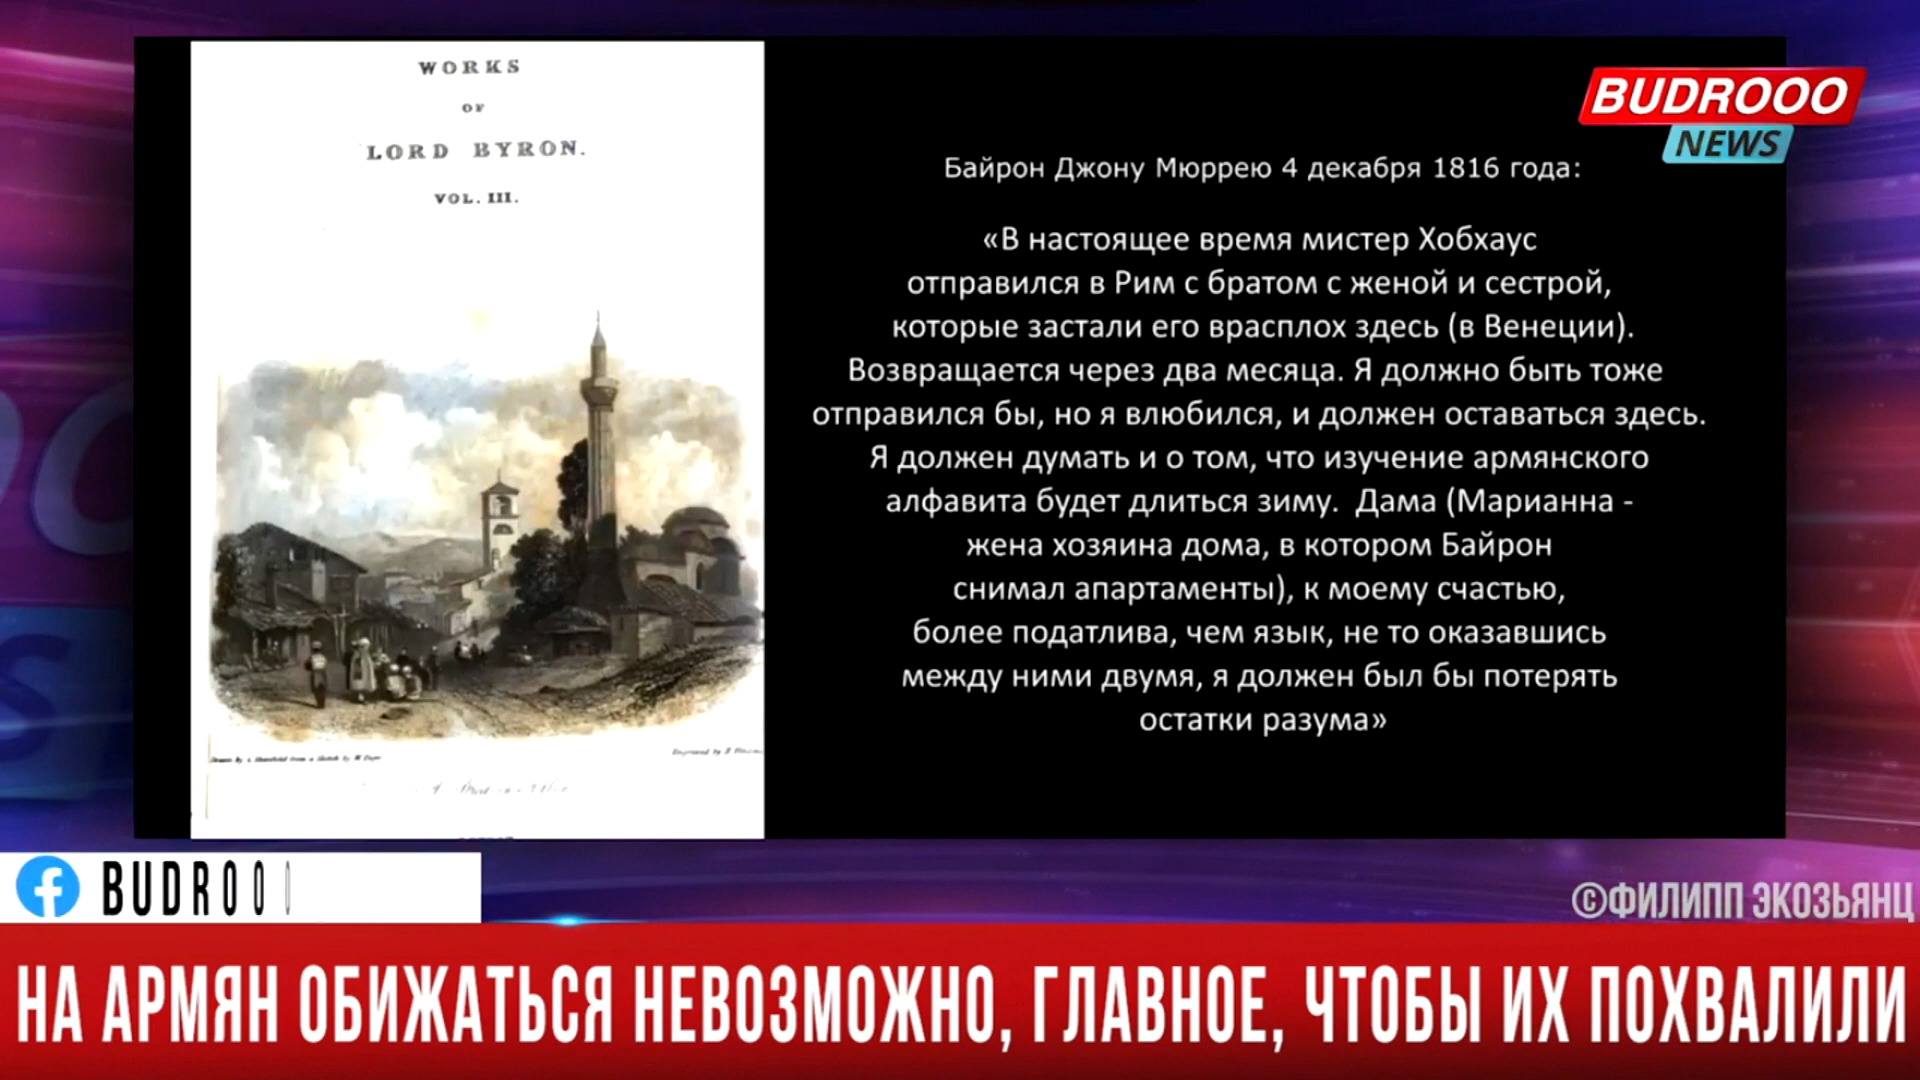 WORKS
OF
LORD BYRON.
VOL. III.
BUDROOO
NEWS
Байрон Джону Мюррею 4 декабря 1816 года:
«В настоящее время мистер Хобхаус
отправился в Рим с братом с женой и сестрой,
которые застали его врасплох здесь (в Венеции).
Возвращается через два месяца. Я должно быть тоже
отправился бы, но я влюбился, и должен оставаться здесь.
Я должен думать и о том, что изучение армянского
алфавита будет длиться зиму. Дама (Марианна -
жена хозяина дома, в котором Байрон
снимал апартаменты), к моему счастью,
более податлива, чем язык, не то оказавшись
между ними двумя, я должен был бы потерять
остатки разума»
BUDROOO
©ФИЛИПП ЭКОЗЬЯНЦ
НА АРМЯН ОБИЖАТЬСЯ НЕВОЗМОЖНО, ГЛАВНОЕ, ЧТОБЫ ИХ ПОХВАЛИЛИ